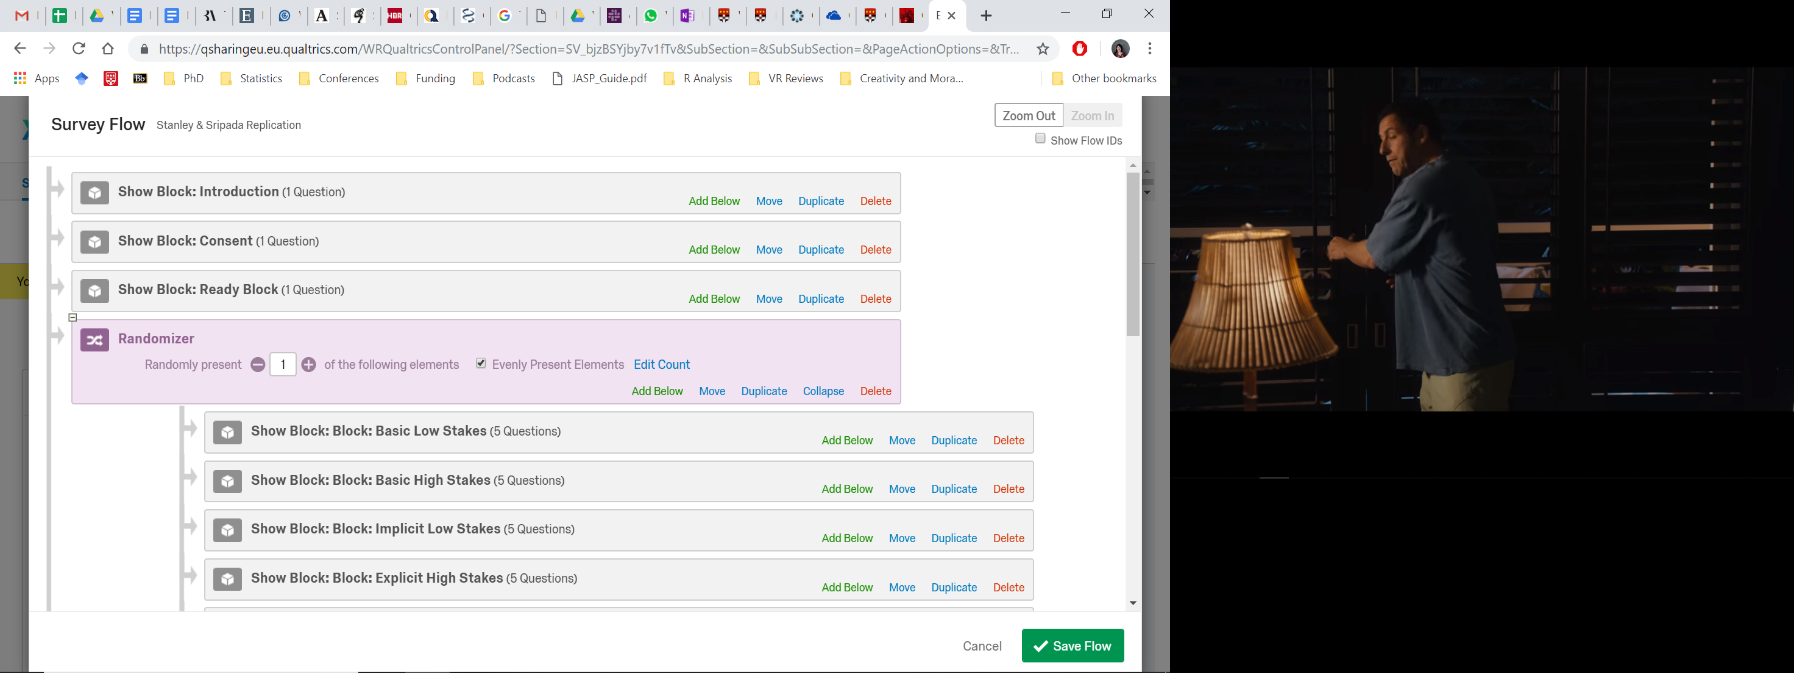 https://qsharingeu.eu.qualtrics.com/WRQualtricsControlPanel/?Section=SV_bjzBSYjby7v1fTv&SubSection=&SubSubSection=&PageActionOptions=&Tr...
Apps Bb PhD Statistics Conferences Funding Podcasts JASP_Guide.pdf R Analysis VR Reviews Creativity and Mora... Other bookmarks
Survey Flow Stanley & Sripada Replication
Zoom Out Zoom In
Show Flow IDs
Show Block: Introduction (1 Question)
Add Below Move Duplicate Delete
Show Block: Consent (1 Question)
Add Below Move Duplicate Delete
Show Block: Ready Block (1 Question)
Add Below Move Duplicate Delete
Randomizer
Randomly present 1 of the following elements Evenly Present Elements Edit Count
Add Below Move Duplicate Collapse Delete
Show Block: Block: Basic Low Stakes (5 Questions)
Add Below Move Duplicate Delete
Show Block: Block: Basic High Stakes (5 Questions)
Add Below Move Duplicate Delete
Show Block: Block: Implicit Low Stakes (5 Questions)
Add Below Move Duplicate Delete
Show Block: Block: Explicit High Stakes (5 Questions)
Add Below Move Duplicate Delete
Cancel Save Flow